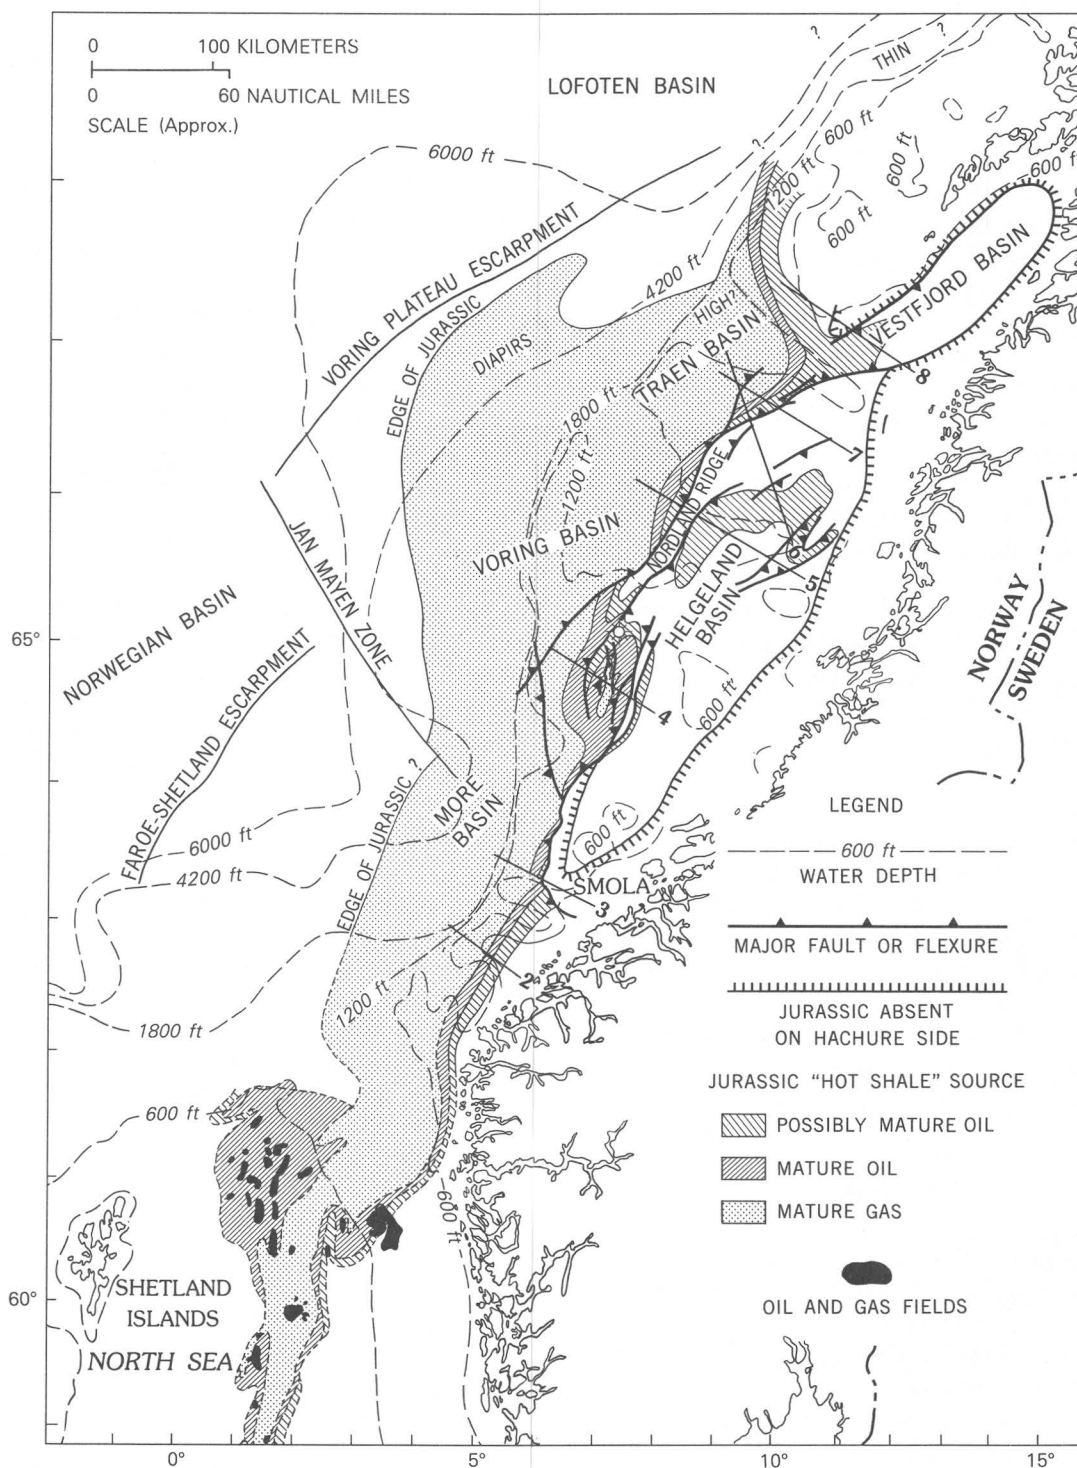 0 100 KILOMETERS
0 60 NAUTICAL MILES
SCALE (Approx.)
LOFOTEN BASIN
THIN
?
?
?
6000 ft
600 ft
600 ft
600 ft
600 ft
1200 ft
VORING PLATEAU ESCARPMENT
EDGE OF JURASSIC
4200 ft
DIAPIRS
HIGH?
TRAEN BASIN
VESTFJORD BASIN
8
1800 ft
1200 ft
7
NORDLAND RIDGE
VORING BASIN
6
5
HELGELAND
BASIN
JAN MAYEN ZONE
NORWEGIAN BASIN
65°
NORWAY
SWEDEN
FAROE-SHETLAND ESCARPMENT
4
600 ft
MORE
BASIN
EDGE OF JURASSIC ?
6000 ft
4200 ft
600 ft
SMOLA
3
2
1200 ft
1800 ft
600 ft
600 ft
LEGEND
600 ft
WATER DEPTH
MAJOR FAULT OR FLEXURE
JURASSIC ABSENT
ON HACHURE SIDE
JURASSIC "HOT SHALE" SOURCE
POSSIBLY MATURE OIL
MATURE OIL
MATURE GAS
OIL AND GAS FIELDS
60°
SHETLAND
ISLANDS
NORTH SEA
0° 5° 10° 15°